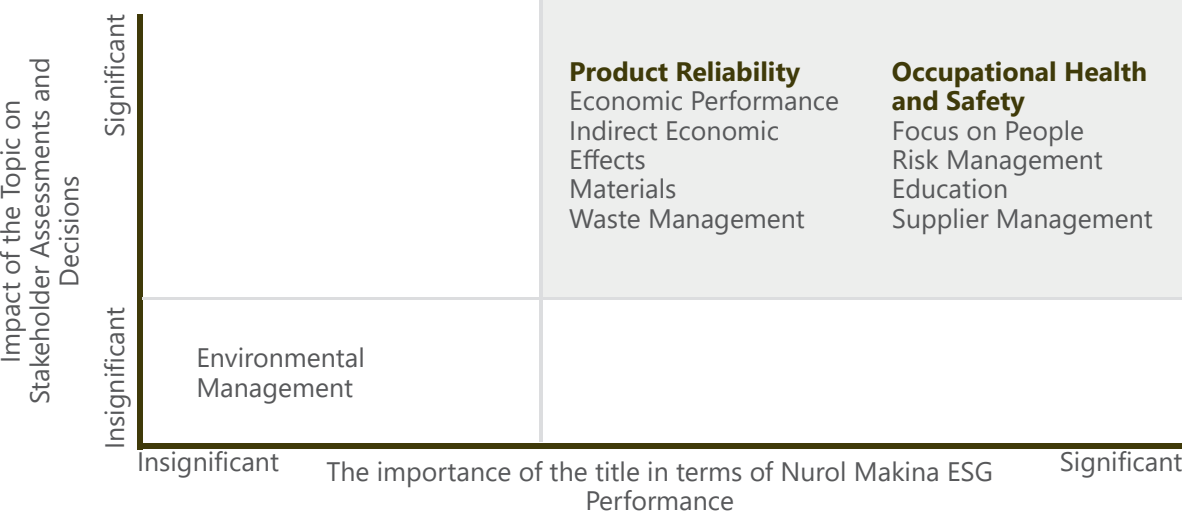 Impact of the Topic on
Stakeholder Assessments and
Decisions
Significant
Insignificant
Product Reliability
Economic Performance
Indirect Economic
Effects
Materials
Waste Management
Occupational Health
and Safety
Focus on People
Risk Management
Education
Supplier Management
Environmental
Management
Insignificant
The importance of the title in terms of Nurol Makina ESG
Performance
Significant